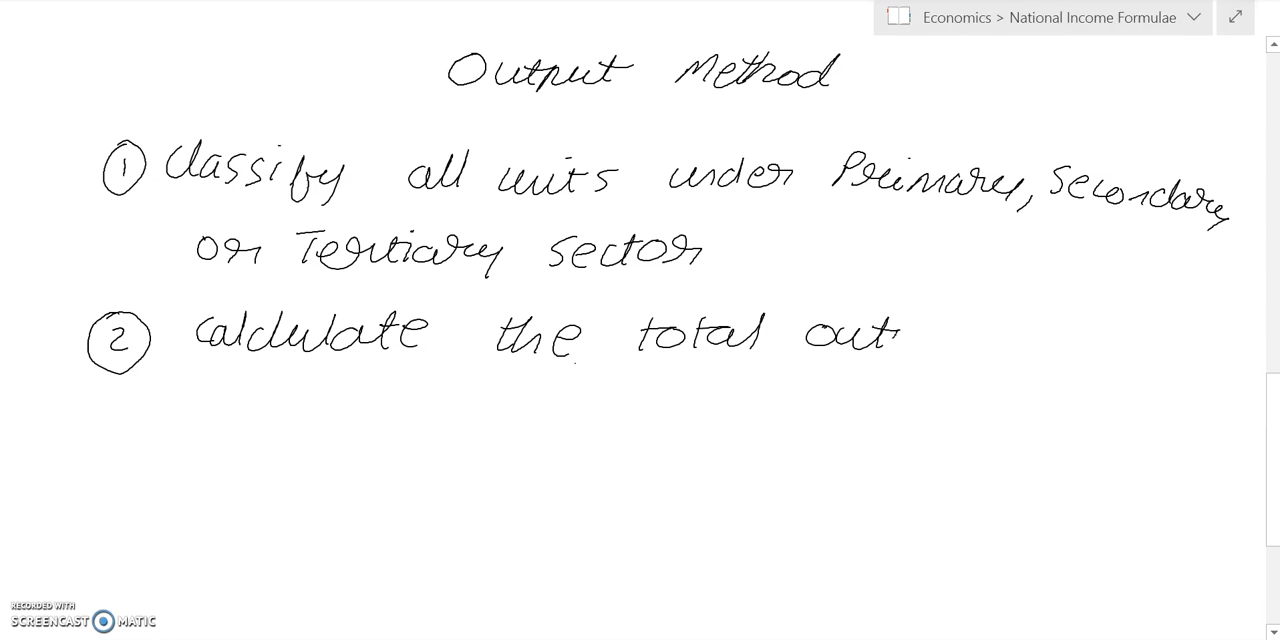 Economics > National Income Formulae
Output Method
① Classify all units under Primary, Secondary
or Tertiary sector
② calculate the total out
RECORDED WITH
SCREENCAST MATIC